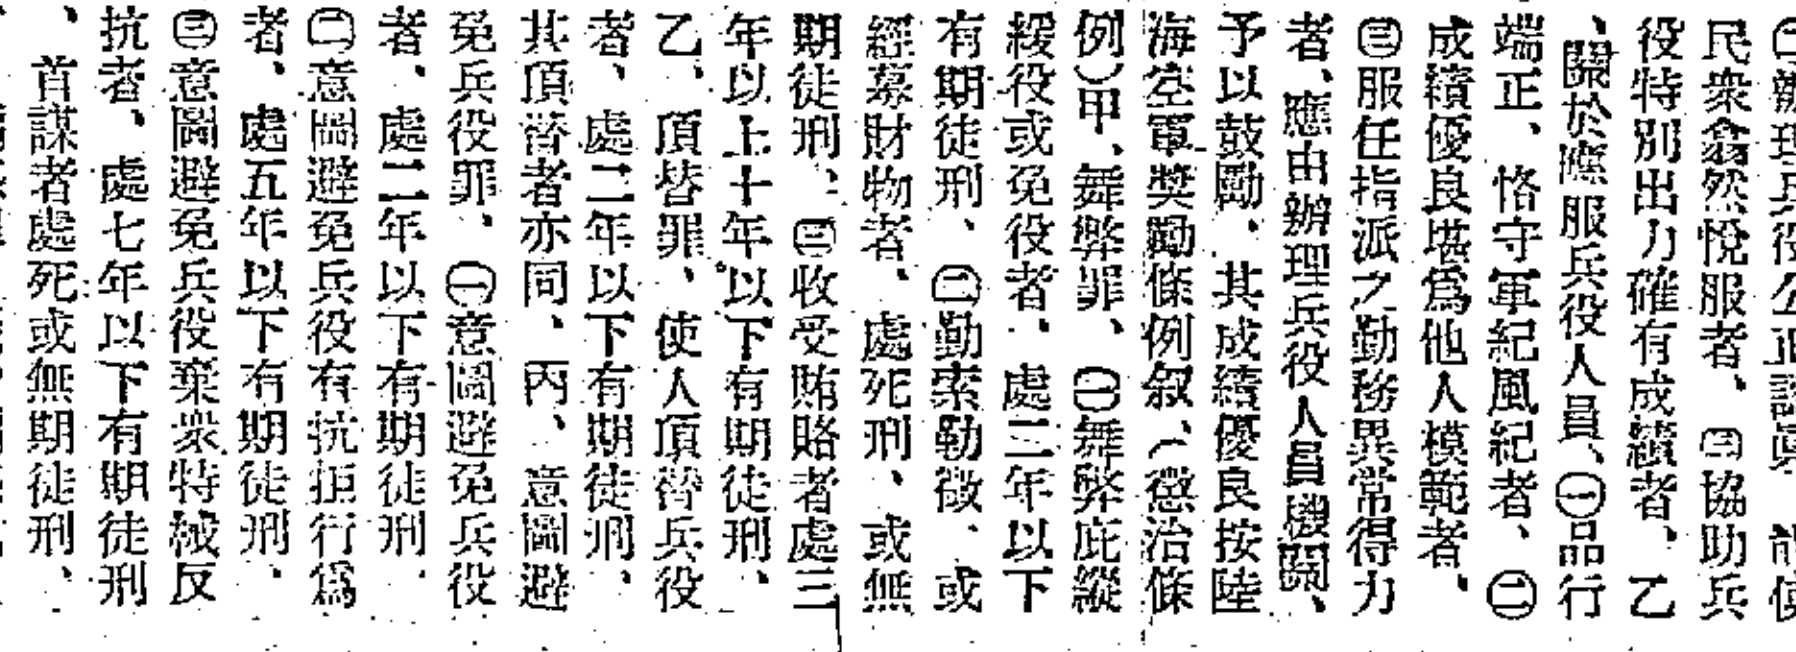 民衆翕然悅服者、㊂協助兵
役特別出力確有成績者、乙
、關於應服兵役人員、㊀品行
端正、恪守軍紀風紀者、㊁
成績優良堪爲他人模範者、
㊂服任指派之勤務異常得力
者、應由辦理兵役人員機關、
予以鼓勵、其成績優良按陸
海空軍獎勵條例叙、（懲治條
例）甲、舞弊罪、㊀舞弊庇縱
緩役或免役者、處二年以下
有期徒刑、㊁勤索勒徵、或
經募財物者、處死刑、或無
期徒刑、㊂收受賄賂者處三
年以上十年以下有期徒刑、
乙、頂替罪、使人頂替兵役
者、處二年以下有期徒刑、
其頂替者亦同、丙、意圖避
免兵役罪、㊀意圖避免兵役
者、處二年以下有期徒刑、
㊁意圖避免兵役有抗拒行爲
者、處五年以下有期徒刑、
㊂意圖避免兵役棄衆特械反
抗者、處七年以下有期徒刑
、首謀者處死或無期徒刑、